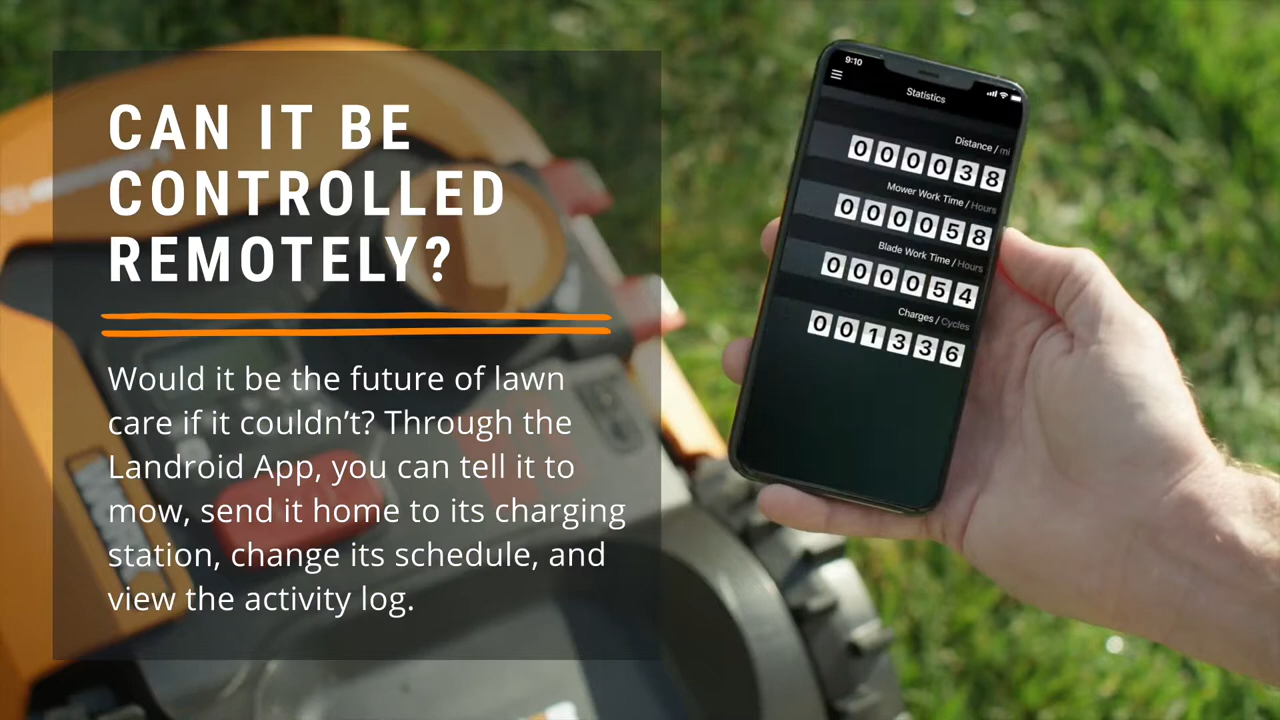 CAN IT BE
CONTROLLED
REMOTELY?
Would it be the future of lawn
care if it couldn’t? Through the
Landroid App, you can tell it to
mow, send it home to its charging
station, change its schedule, and
view the activity log.
9:10
Statistics
Distance / mi
000038
Mower Work Time / Hours
000058
Blade Work Time / Hours
000054
Charges / Cycles
001336